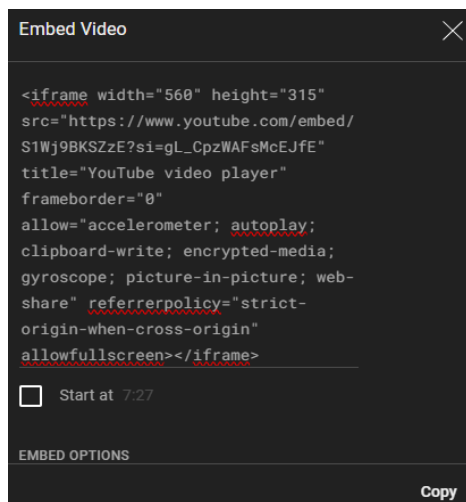 Embed Video
<iframe width="560" height="315"
src="https://www.youtube.com/embed/
S1Wj9BKSZzE?si=gL_CpzWAFsMcEJfE"
title="YouTube video player"
frameborder="0"
allow="accelerometer; autoplay;
clipboard-write; encrypted-media;
gyroscope; picture-in-picture; web-
share" referrerpolicy="strict-
origin-when-cross-origin"
allowfullscreen></iframe>
Start at 7:27
EMBED OPTIONS
Copy